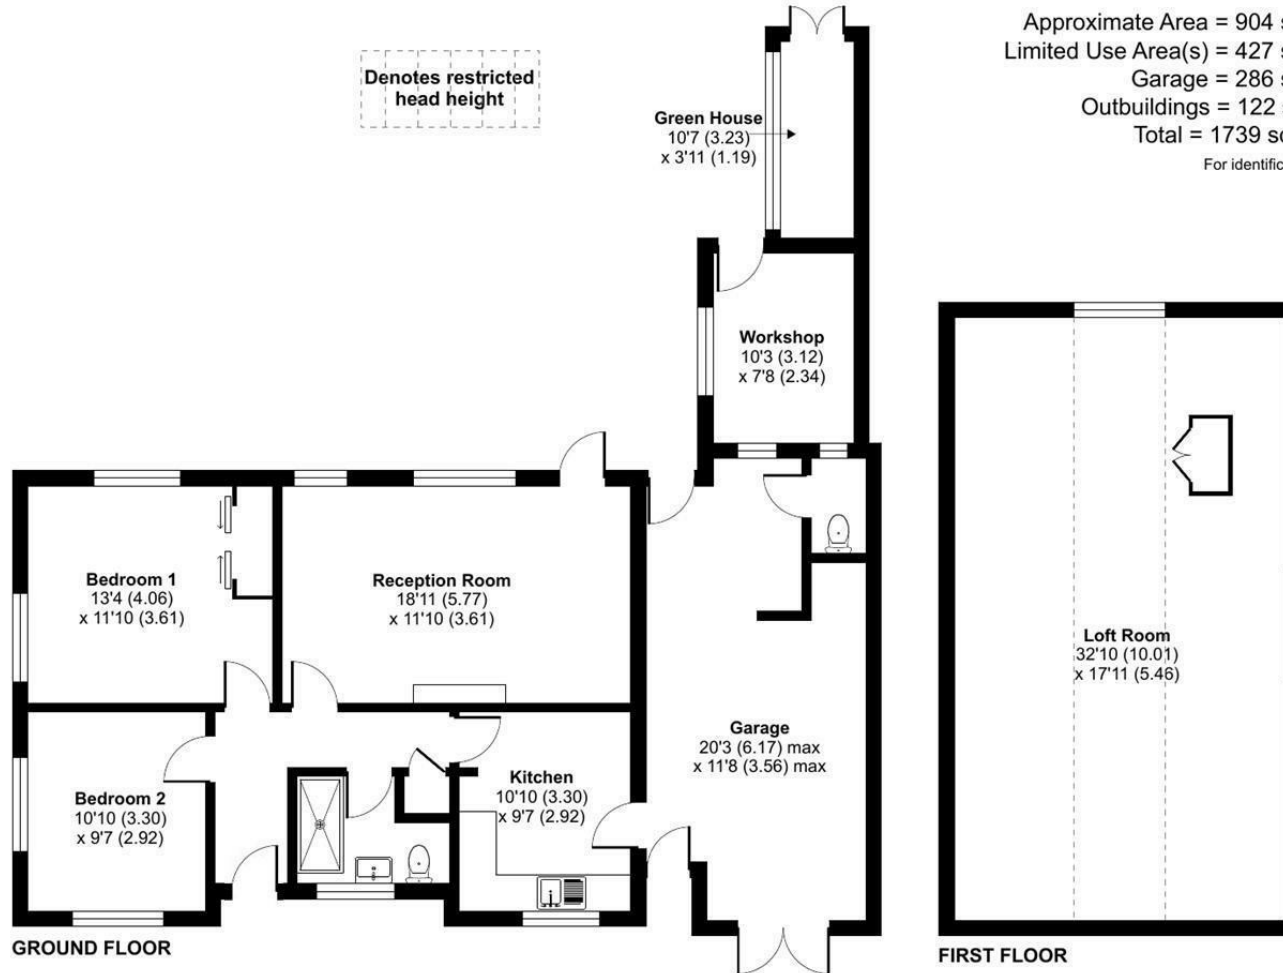 Approximate Area = 904 s
Limited Use Area(s) = 427 s
Garage = 286 s
Outbuildings = 122
Total = 1739 sq
For identific
Denotes restricted
head height
Green House
10'7 (3.23)
x 3'11 (1.19)
Workshop
10'3 (3.12)
x 7'8 (2.34)
Bedroom 1
13'4 (4.06)
x 11'10 (3.61)
Reception Room
18'11 (5.77)
x 11'10 (3.61)
Loft Room
32'10 (10.01)
x 17'11 (5.46)
Garage
20'3 (6.17) max
x 11'8 (3.56) max
Kitchen
10'10 (3.30)
x 9'7 (2.92)
Bedroom 2
10'10 (3.30)
x 9'7 (2.92)
GROUND FLOOR
FIRST FLOOR